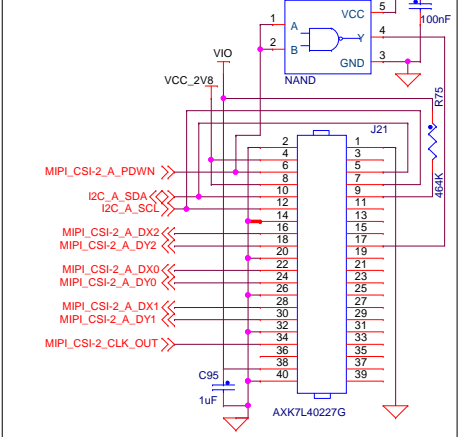 VCC 5
100nF
1 A
Y 4
2 B
GND 3
NAND
VIO
VCC_2V8
R75
464K
J21
2 1
4 3
MIPI_CSI-2_A_PDWN 6 5
8 7
I2C_A_SDA 10 9
I2C_A_SCL 12 11
14 13
MIPI_CSI-2_A_DX2 16 15
MIPI_CSI-2_A_DY2 18 17
20 19
MIPI_CSI-2_A_DX0 22 21
MIPI_CSI-2_A_DY0 24 23
26 25
MIPI_CSI-2_A_DX1 28 27
MIPI_CSI-2_A_DY1 30 29
32 31
MIPI_CSI-2_CLK_OUT 34 33
36 35
38 37
40 39
C95
1uF
AXK7L40227G